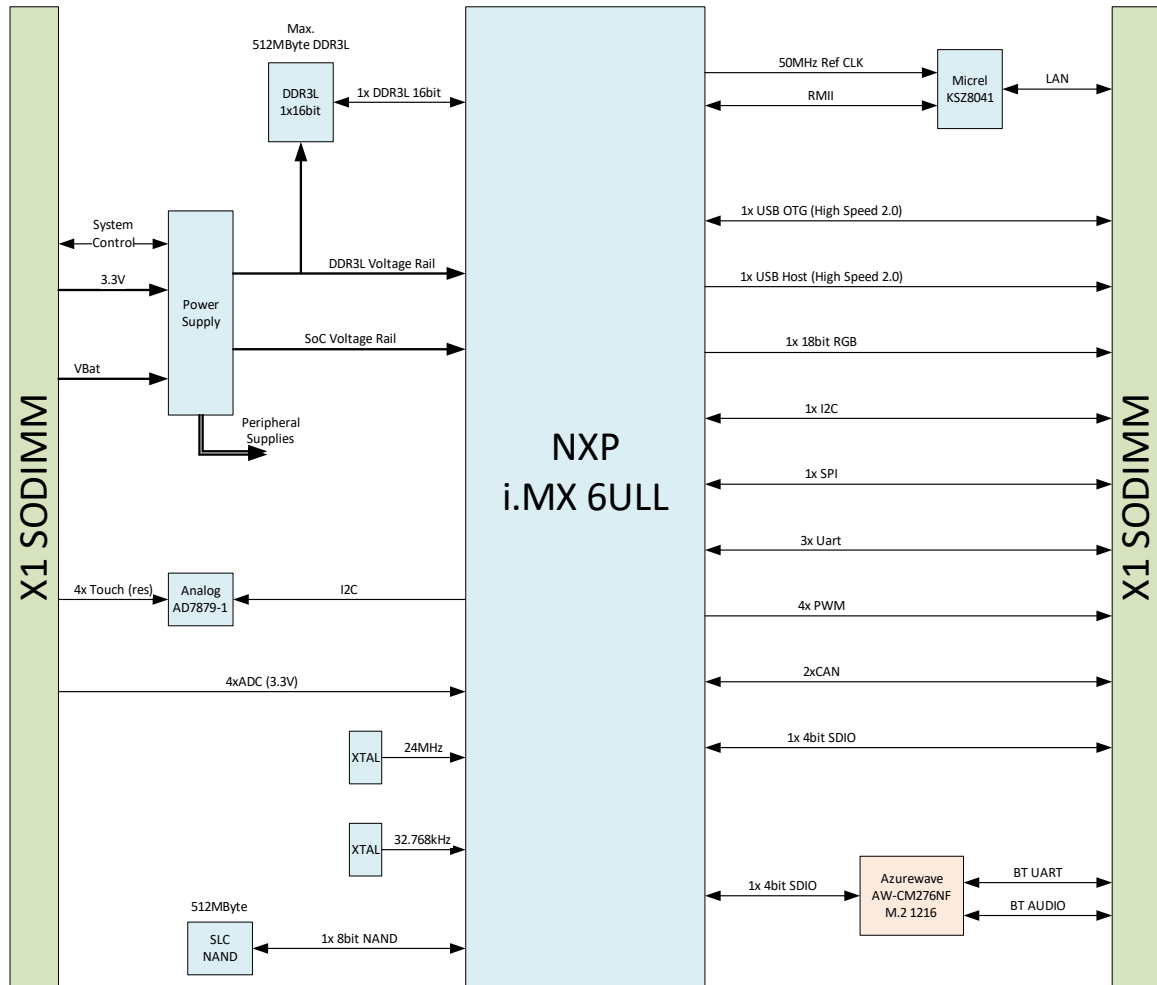 Max.
512MByte DDR3L
DDR3L
1x16bit
1x DDR3L 16bit
System
Control
3.3V
VBat
Power
Supply
DDR3L Voltage Rail
SoC Voltage Rail
Peripheral
Supplies
X1 SODIMM
4x Touch (res)
Analog
AD7879-1
I2C
4xADC (3.3V)
XTAL
24MHz
XTAL
32.768kHz
512MByte
SLC
NAND
1x 8bit NAND
NXP
i.MX 6ULL
50MHz Ref CLK
RMII
Micrel
KSZ8041
LAN
1x USB OTG (High Speed 2.0)
1x USB Host (High Speed 2.0)
1x 18bit RGB
1x I2C
1x SPI
3x Uart
4x PWM
2xCAN
1x 4bit SDIO
1x 4bit SDIO
Azurewave
AW-CM276NF
M.2 1216
BT UART
BT AUDIO
X1 SODIMM